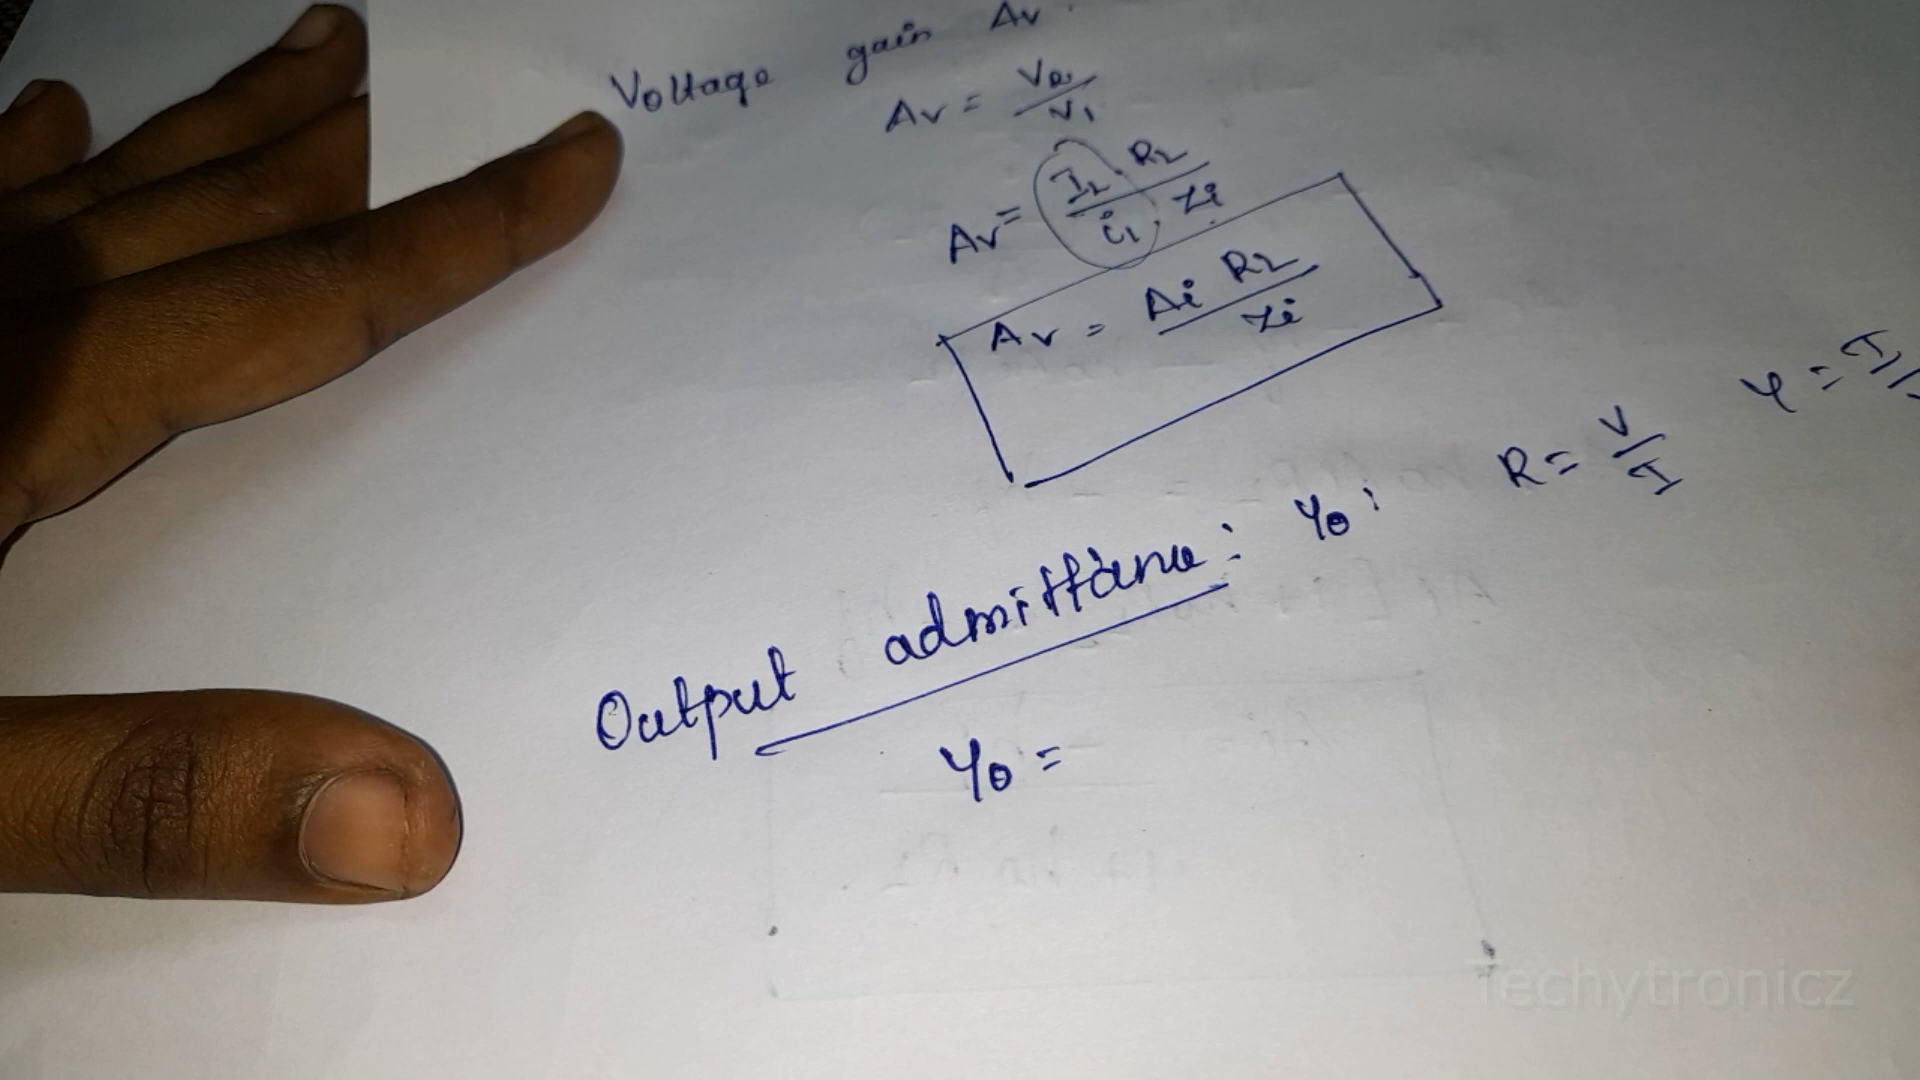 Voltage gain Av:
Av = Vo/V1
Av = I2 . R2 / i1 . Zi
Av = Ai R2 / Zi
R = V/I
Y = I/
Output admittance: Yo:
Yo =
Techytronicz